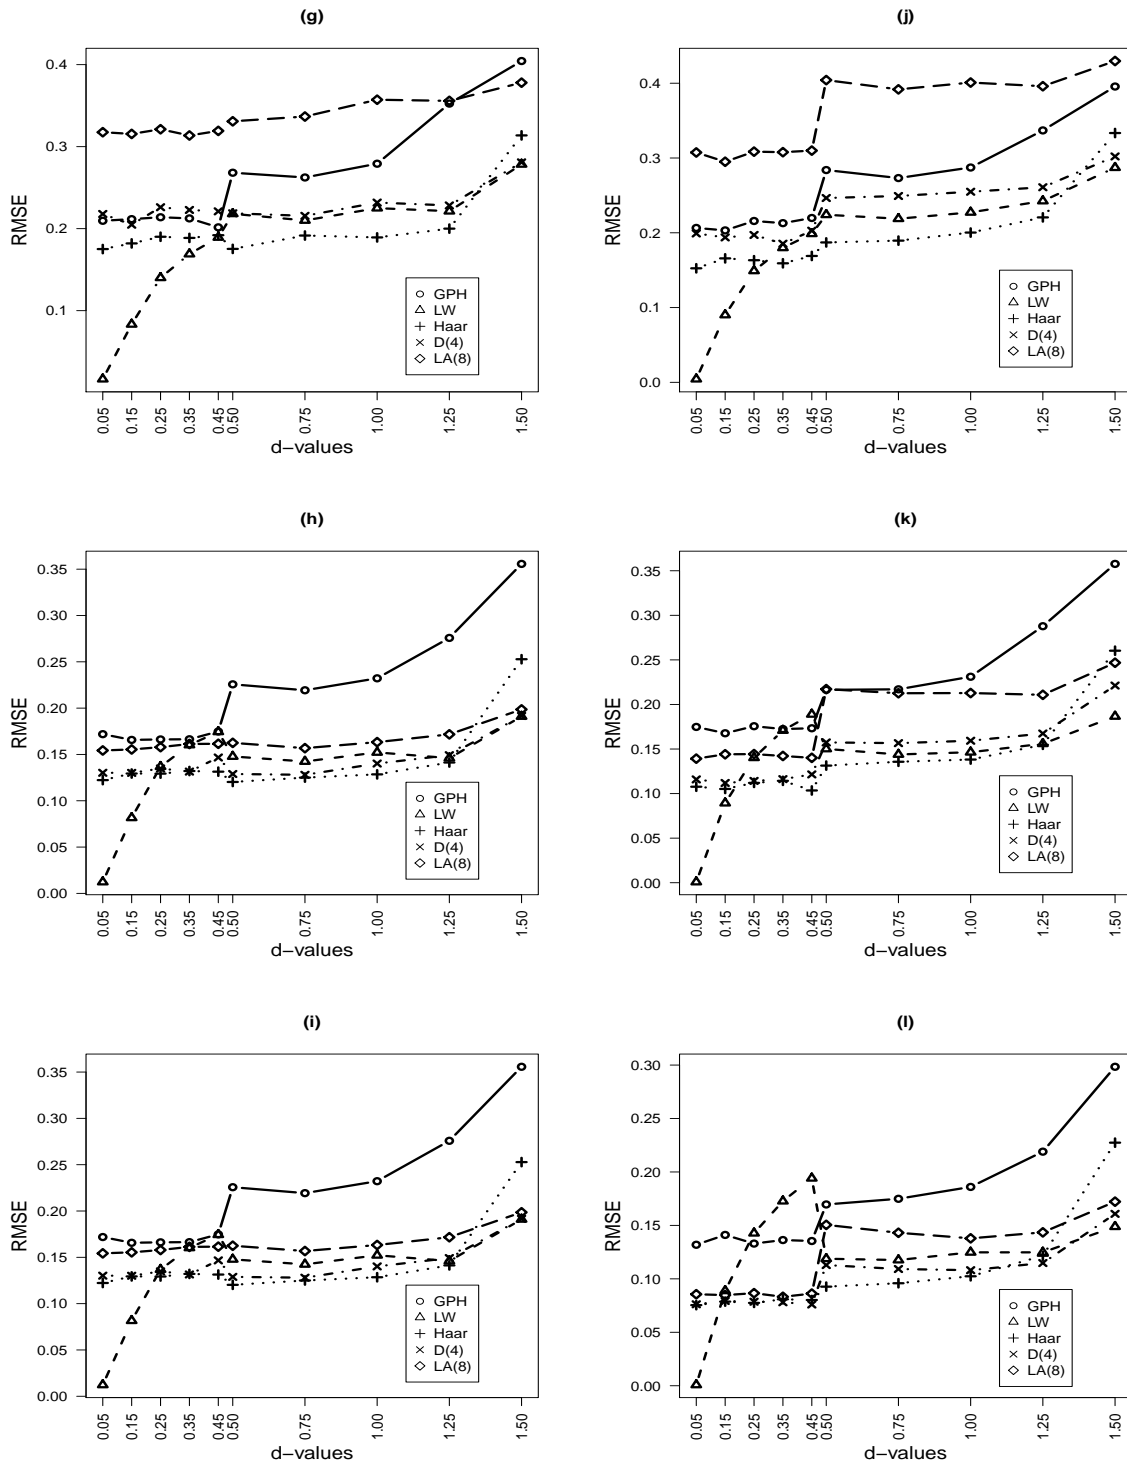 (g)
RMSE
0.4
0.3
0.2
0.1
GPH
LW
Haar
D(4)
LA(8)
0.05
0.15
0.25
0.35
0.45
0.50
0.75
1.00
1.25
1.50
d−values
(j)
RMSE
0.4
0.3
0.2
0.1
0.0
GPH
LW
Haar
D(4)
LA(8)
0.05
0.15
0.25
0.35
0.45
0.50
0.75
1.00
1.25
1.50
d−values
(h)
RMSE
0.35
0.30
0.25
0.20
0.15
0.10
0.05
0.00
GPH
LW
Haar
D(4)
LA(8)
0.05
0.15
0.25
0.35
0.45
0.50
0.75
1.00
1.25
1.50
d−values
(k)
RMSE
0.35
0.30
0.25
0.20
0.15
0.10
0.05
0.00
GPH
LW
Haar
D(4)
LA(8)
0.05
0.15
0.25
0.35
0.45
0.50
0.75
1.00
1.25
1.50
d−values
(i)
RMSE
0.35
0.30
0.25
0.20
0.15
0.10
0.05
0.00
GPH
LW
Haar
D(4)
LA(8)
0.05
0.15
0.25
0.35
0.45
0.50
0.75
1.00
1.25
1.50
d−values
(l)
RMSE
0.30
0.25
0.20
0.15
0.10
0.05
0.00
GPH
LW
Haar
D(4)
LA(8)
0.05
0.15
0.25
0.35
0.45
0.50
0.75
1.00
1.25
1.50
d−values